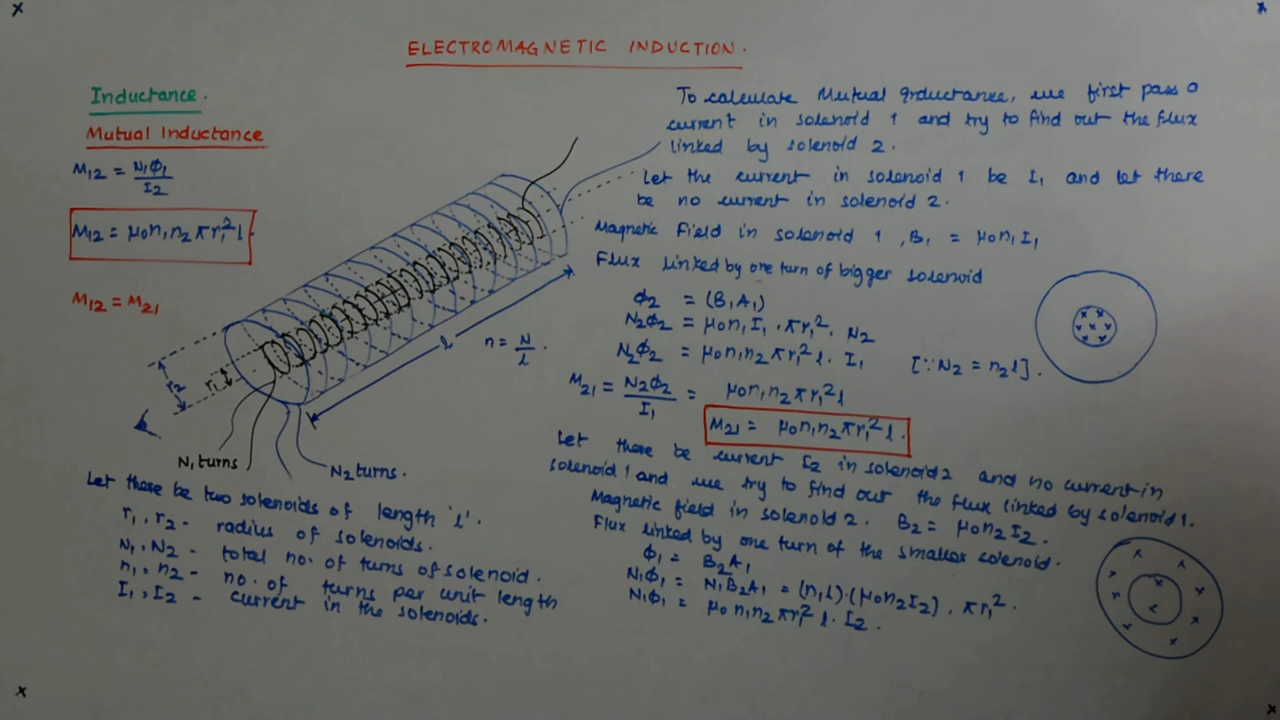 ELECTROMAGNETIC INDUCTION.
Inductance.
Mutual Inductance
M12 = N1Φ1/I2
M12 = μ0n1n2πr1²l.
M12 = M21
r2
r1
l
n = N/l.
N1 turns
N2 turns.
Let there be two solenoids of length 'l'.
r1, r2 - radius of solenoids.
N1, N2 - total no. of turns of solenoid.
n1, n2 - no. of turns per unit length
I1, I2 - current in the solenoids.
To calculate Mutual Inductance, we first pass a
current in solenoid 1 and try to find out the flux
linked by solenoid 2.
Let the current in solenoid 1 be I1 and let there
be no current in solenoid 2.
Magnetic Field in solenoid 1, B1 = μ0n1I1
Flux linked by one turn of bigger solenoid
Φ2 = (B1A1)
N2Φ2 = μ0n1I1.πr1². N2
N2Φ2 = μ0n1n2πr1²l. I1 [∵N2 = n2l].
M21 = N2Φ2/I1 = μ0n1n2πr1²l
M21 = μ0n1n2πr1²l.
Let there be current I2 in solenoid 2 and no current in
solenoid 1 and we try to find out the flux linked by solenoid 1.
Magnetic field in solenoid 2. B2 = μ0n2I2.
Flux linked by one turn of the smaller solenoid.
Φ1 = B2A1
N1Φ1 = N1B2A1 = (n1l).(μ0n2I2).πr1².
N1Φ1 = μ0n1n2πr1²l.I2.